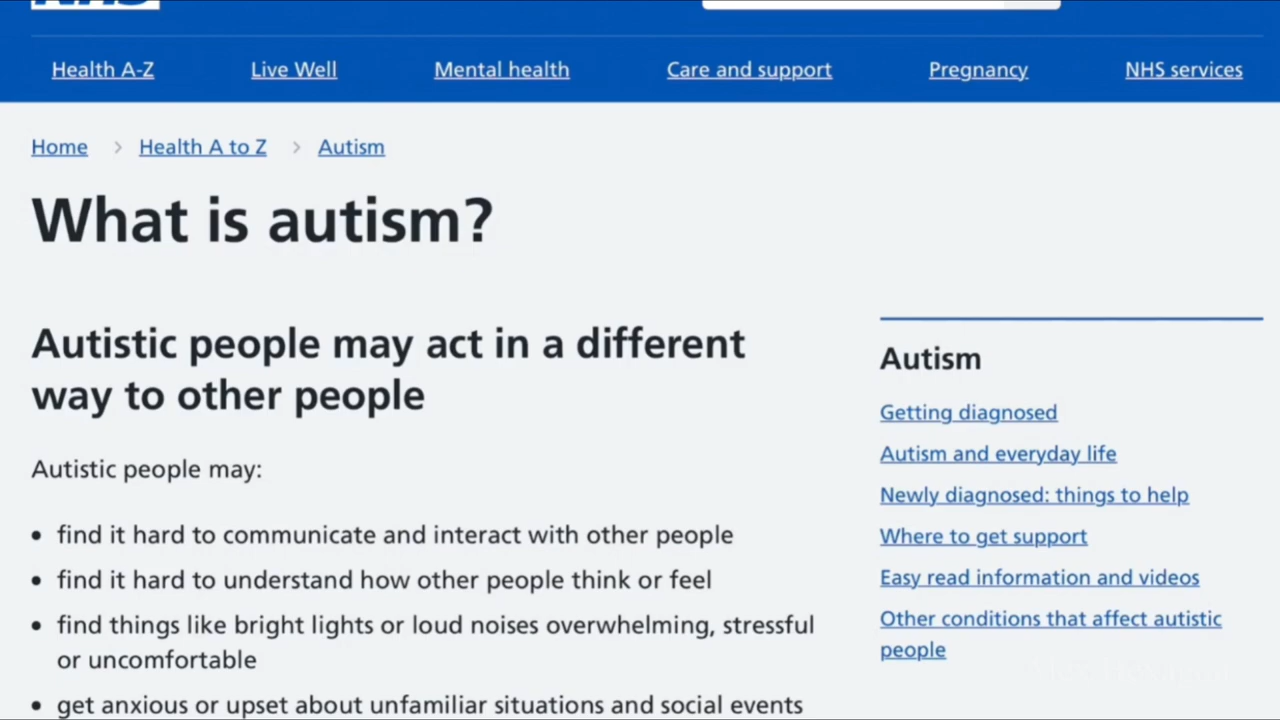 NHS
Health A-Z Live Well Mental health Care and support Pregnancy NHS services
Home > Health A to Z > Autism
What is autism?
Autistic people may act in a different
way to other people
Autistic people may:
• find it hard to communicate and interact with other people
• find it hard to understand how other people think or feel
• find things like bright lights or loud noises overwhelming, stressful
or uncomfortable
• get anxious or upset about unfamiliar situations and social events
Autism
Getting diagnosed
Autism and everyday life
Newly diagnosed: things to help
Where to get support
Easy read information and videos
Other conditions that affect autistic
people